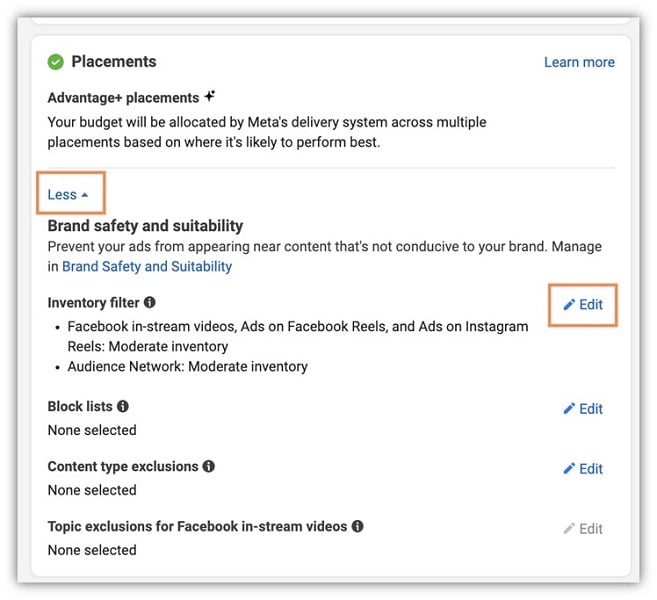 Placements
Learn more
Advantage+ placements
Your budget will be allocated by Meta's delivery system across multiple
placements based on where it's likely to perform best.
Less
Brand safety and suitability
Prevent your ads from appearing near content that's not conducive to your brand. Manage
in Brand Safety and Suitability
Inventory filter
Edit
• Facebook in-stream videos, Ads on Facebook Reels, and Ads on Instagram
Reels: Moderate inventory
• Audience Network: Moderate inventory
Block lists
Edit
None selected
Content type exclusions
Edit
None selected
Topic exclusions for Facebook in-stream videos
Edit
None selected